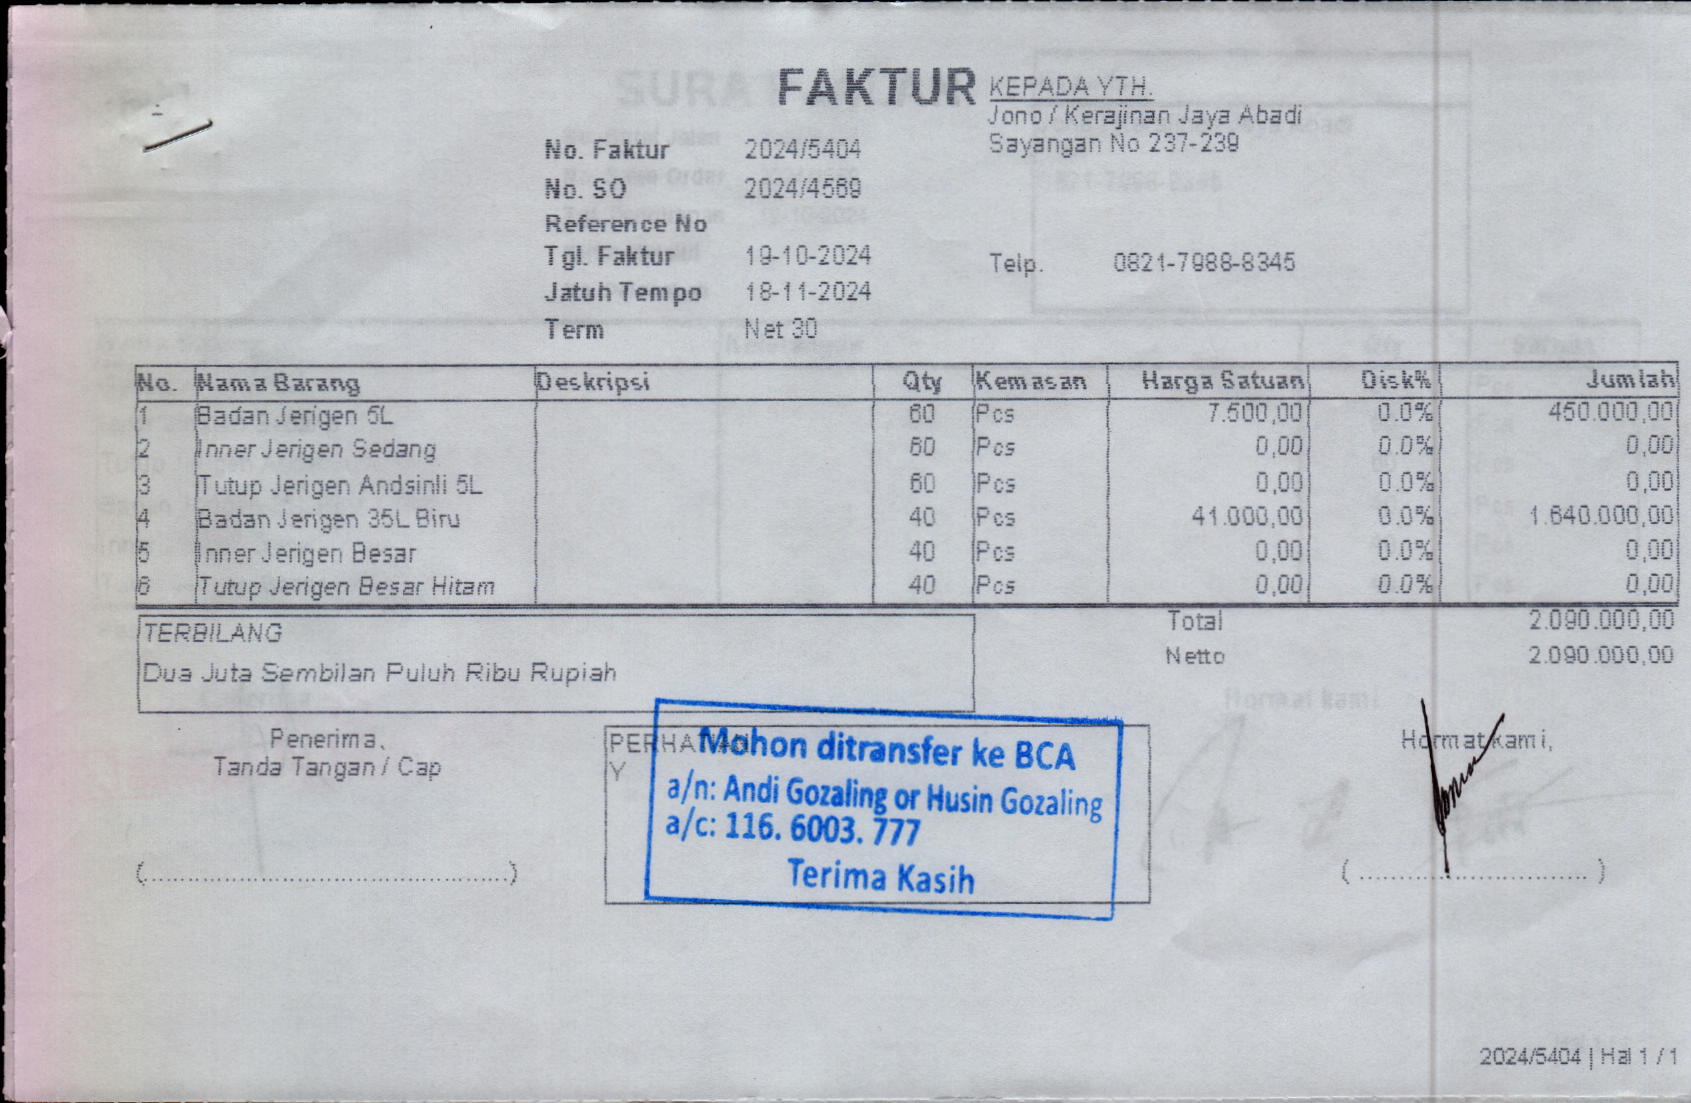 FAKTUR
KEPADA YTH.
Jono / Kerajinan Jaya Abadi
Sayangan No 237-239
No. Faktur 2024/5404
No. SO 2024/4569
Reference No
Tgl. Faktur 19-10-2024
Telp. 0821-7988-8345
Jatuh Tempo 18-11-2024
Term Net 30
No. Nama Barang Deskripsi Qty Kemasan Harga Satuan Disk% Jumlah
1 Badan Jerigen 5L 60 Pcs 7.500,00 0.0% 450.000,00
2 Inner Jerigen Sedang 60 Pcs 0,00 0.0% 0,00
3 Tutup Jerigen Andsinli 5L 60 Pcs 0,00 0.0% 0,00
4 Badan Jerigen 35L Biru 40 Pcs 41.000,00 0.0% 1.640.000,00
5 Inner Jerigen Besar 40 Pcs 0,00 0.0% 0,00
6 Tutup Jerigen Besar Hitam 40 Pcs 0,00 0.0% 0,00
Total 2.090.000,00
Netto 2.090.000,00
TERBILANG
Dua Juta Sembilan Puluh Ribu Rupiah
Penerima,
Tanda Tangan / Cap
Y
Mohon ditransfer ke BCA
a/n: Andi Gozaling or Husin Gozaling
a/c: 116. 6003. 777
Terima Kasih
Hormat kami,
2024/5404 | Hal 1 / 1